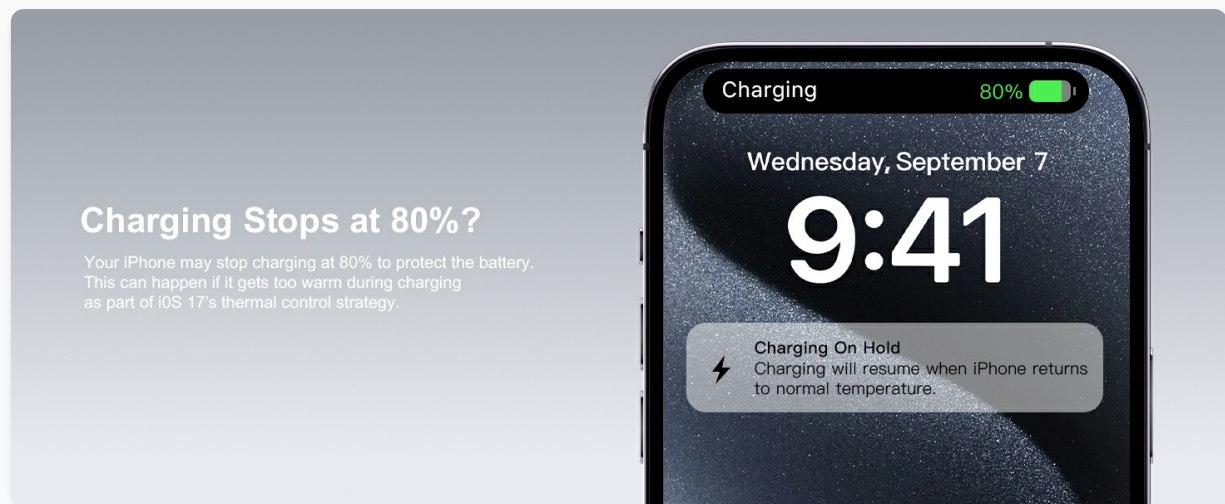 Charging Stops at 80%?
Your iPhone may stop charging at 80% to protect the battery.
This can happen if it gets too warm during charging
as part of i0S 17's thermal control strategy.
Charging 80%
Wednesday, September 7
9:41
Charging On Hold
Charging will resume when iPhone returns
to normal temperature.